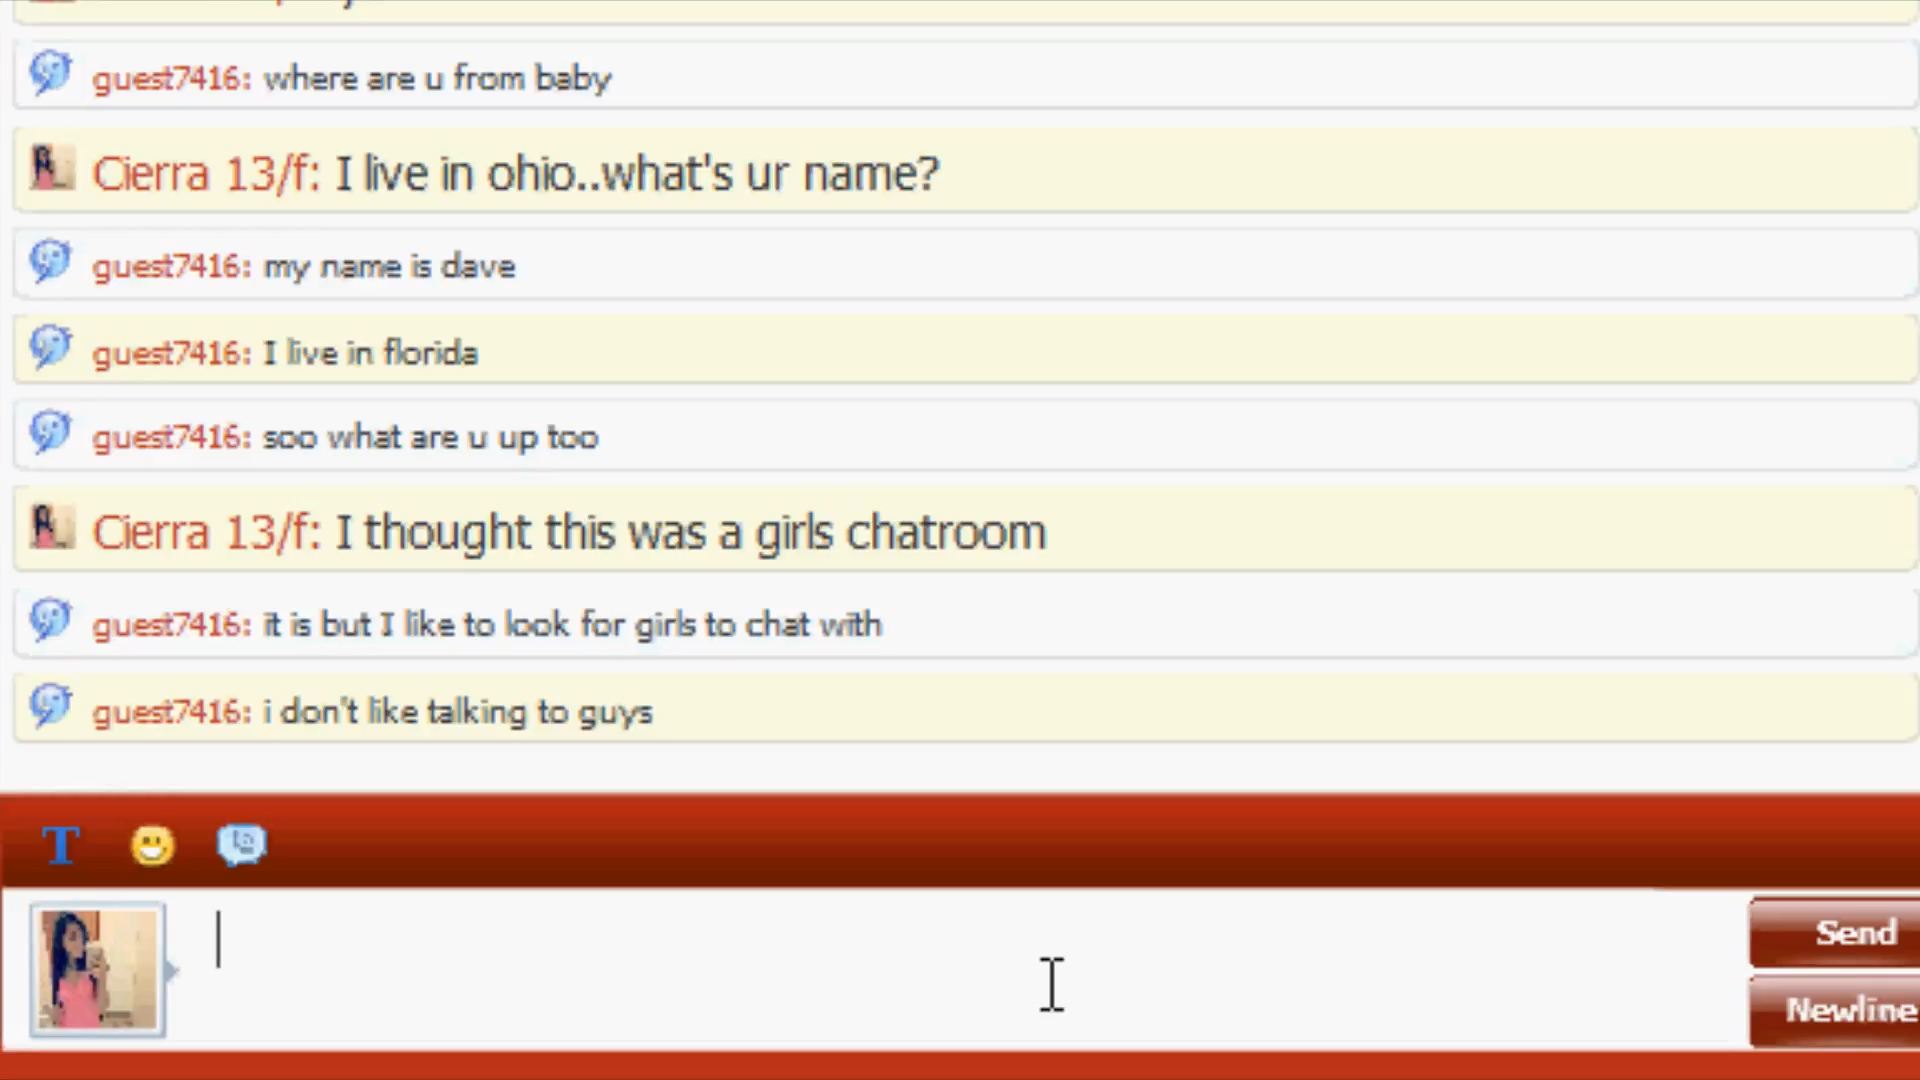 guest7416: where are u from baby
Cierra 13/f: I live in ohio..what's ur name?
guest7416: my name is dave
guest7416: I live in florida
guest7416: soo what are u up too
Cierra 13/f: I thought this was a girls chatroom
guest7416: it is but I like to look for girls to chat with
guest7416: i don't like talking to guys
T
Send
Newline